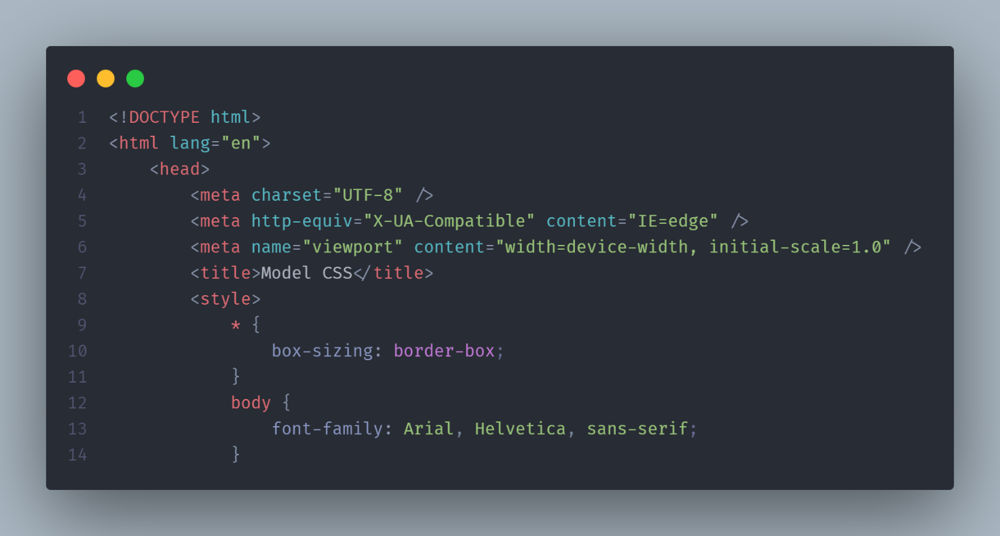 1 <!DOCTYPE html>
2 <html lang="en">
3     <head>
4         <meta charset="UTF-8" />
5         <meta http-equiv="X-UA-Compatible" content="IE=edge" />
6         <meta name="viewport" content="width=device-width, initial-scale=1.0" />
7         <title>Model CSS</title>
8         <style>
9             * {
10                 box-sizing: border-box;
11             }
12             body {
13                 font-family: Arial, Helvetica, sans-serif;
14             }